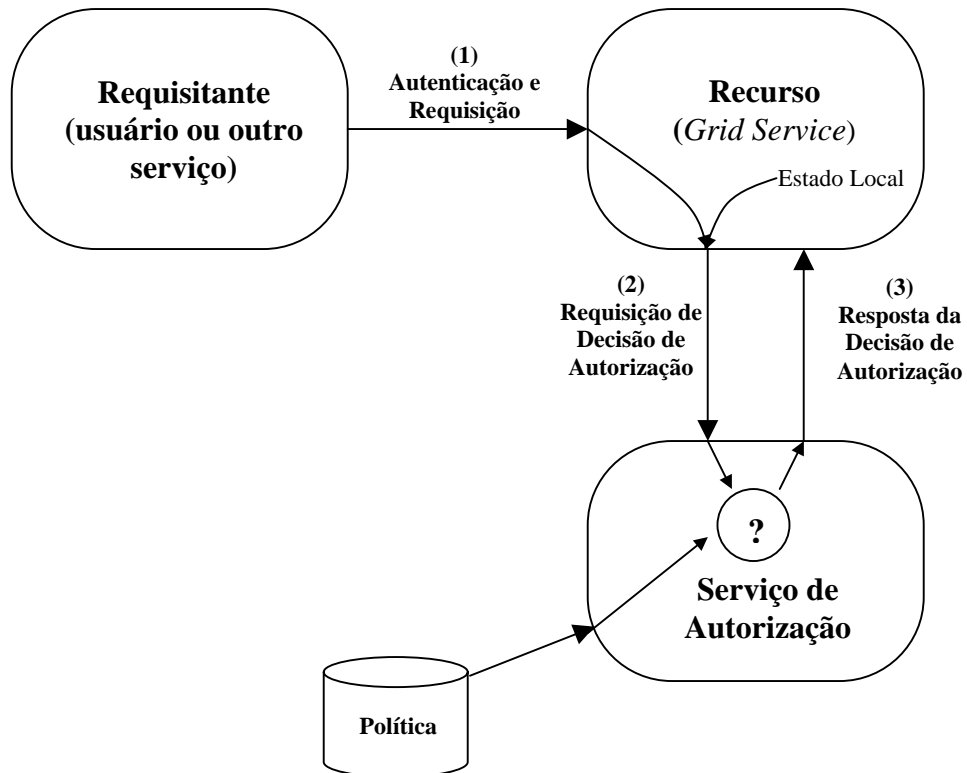 Requisitante
(usuário ou outro
serviço)
(1)
Autenticação e
Requisição
Recurso
(Grid Service)
Estado Local
(2)
Requisição de
Decisão de
Autorização
(3)
Resposta da
Decisão de
Autorização
?
Serviço de
Autorização
Política